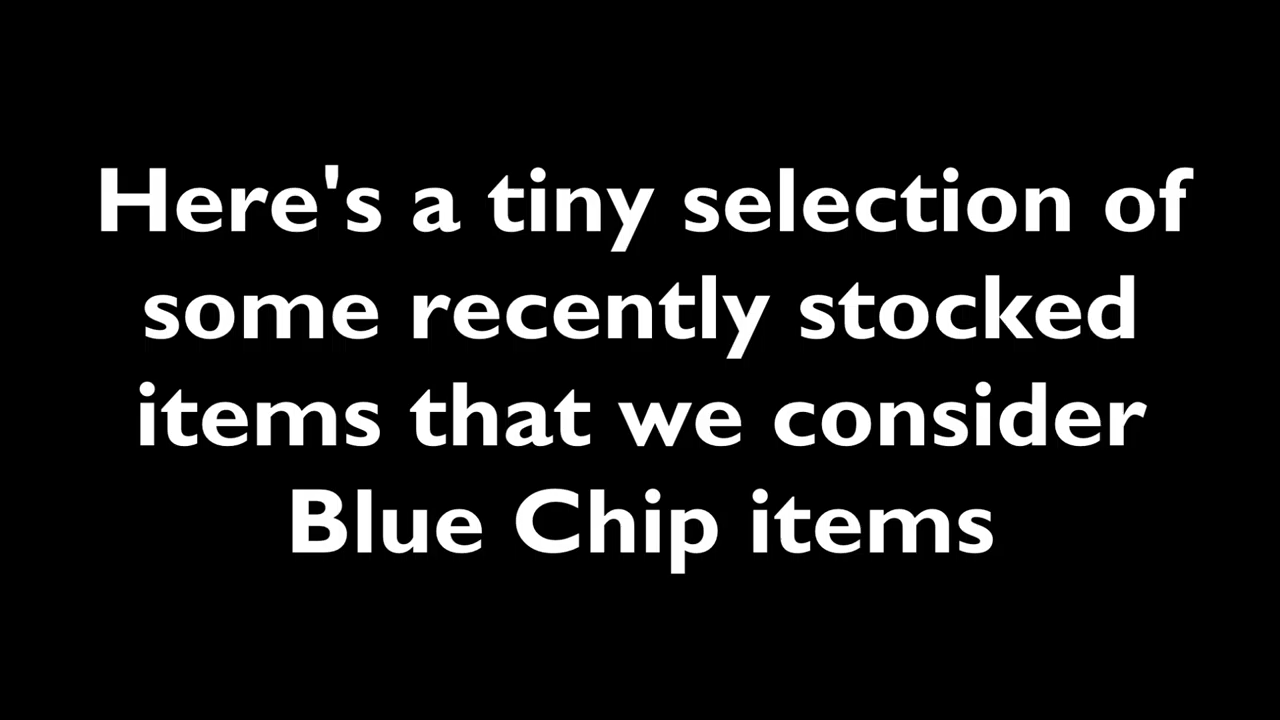 Here's a tiny selection of
some recently stocked
items that we consider
Blue Chip items